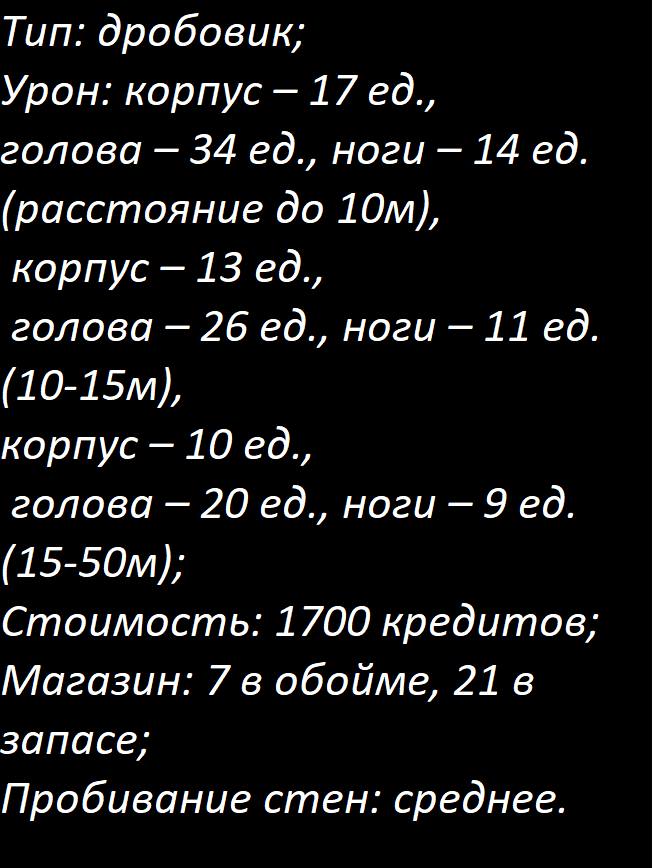 Тип: дробовик;
Урон: корпус – 17 ед.,
голова – 34 ед., ноги – 14 ед.
(расстояние до 10м),
корпус – 13 ед.,
голова – 26 ед., ноги – 11 ед.
(10-15м),
корпус – 10 ед.,
голова – 20 ед., ноги – 9 ед.
(15-50м);
Стоимость: 1700 кредитов;
Магазин: 7 в обойме, 21 в
запасе;
Пробивание стен: среднее.